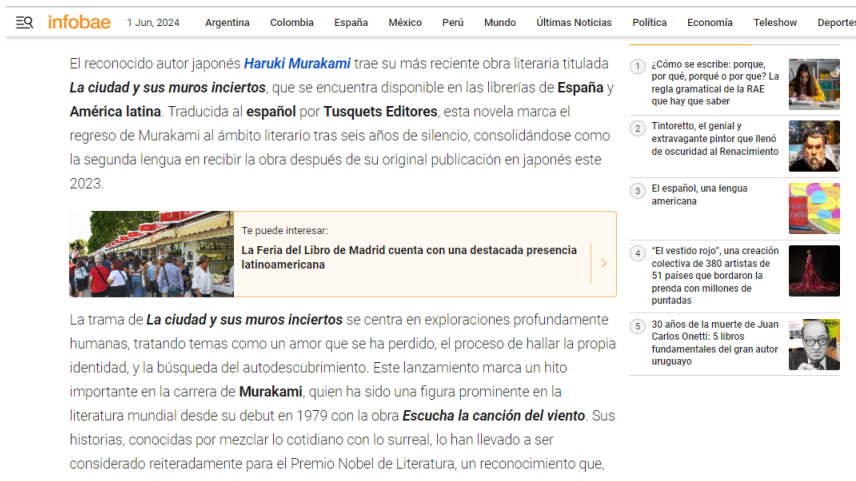 infobae
1 Jun, 2024
Argentina
Colombia
España
México
Perú
Mundo
Últimas Noticias
Política
Economía
Teleshow
Deportes
El reconocido autor japonés Haruki Murakami trae su más reciente obra literaria titulada
La ciudad y sus muros inciertos, que se encuentra disponible en las librerías de España y
América latina. Traducida al español por Tusquets Editores, esta novela marca el
regreso de Murakami al ámbito literario tras seis años de silencio, consolidándose como
la segunda lengua en recibir la obra después de su original publicación en japonés este
2023.
Te puede interesar:
La Feria del Libro de Madrid cuenta con una destacada presencia
latinoamericana
La trama de La ciudad y sus muros inciertos se centra en exploraciones profundamente
humanas, tratando temas como un amor que se ha perdido, el proceso de hallar la propia
identidad, y la búsqueda del autodescubrimiento. Este lanzamiento marca un hito
importante en la carrera de Murakami, quien ha sido una figura prominente en la
literatura mundial desde su debut en 1979 con la obra Escucha la canción del viento. Sus
historias, conocidas por mezclar lo cotidiano con lo surreal, lo han llevado a ser
considerado reiteradamente para el Premio Nobel de Literatura, un reconocimiento que,
1
¿Cómo se escribe: porque,
por qué, porqué o por que? La
regla gramatical de la RAE
que hay que saber
2
Tintoretto, el genial y
extravagante pintor que llenó
de oscuridad al Renacimiento
3
El español, una lengua
americana
4
"El vestido rojo", una creación
colectiva de 380 artistas de
51 países que bordaron la
prenda con millones de
puntadas
5
30 años de la muerte de Juan
Carlos Onetti: 5 libros
fundamentales del gran autor
uruguayo